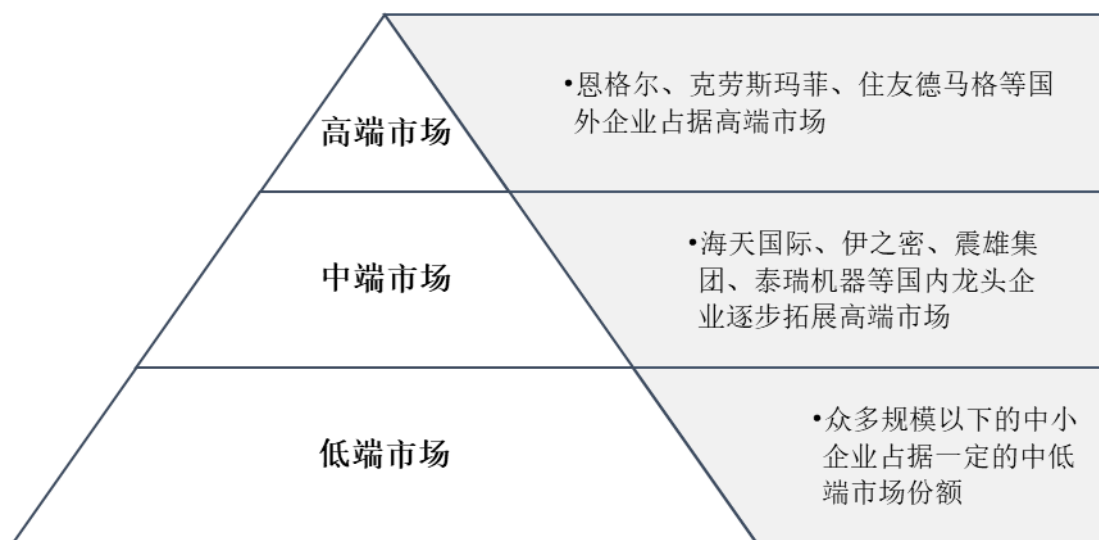 高端市场
•恩格尔、克劳斯玛菲、住友德马格等国
外企业占据高端市场
中端市场
•海天国际、伊之密、震雄集
团、泰瑞机器等国内龙头企
业逐步拓展高端市场
低端市场
•众多规模以下的中小
企业占据一定的中低
端市场份额